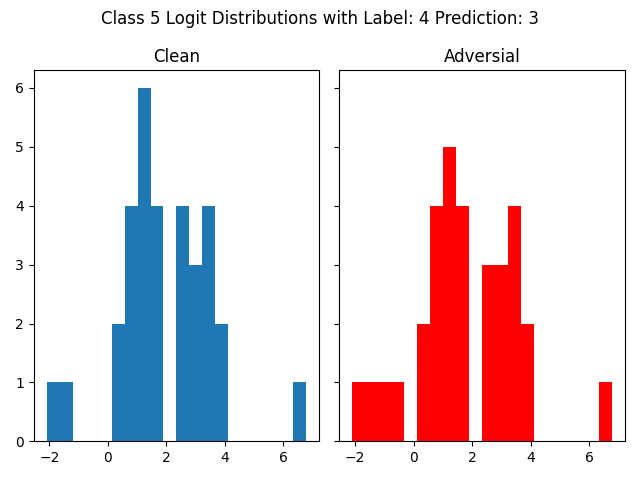 Class 5 Logit Distributions with Label: 4 Prediction: 3
Clean
Adversial
6
5
4
3
2
1
0
−2 0 2 4 6
−2 0 2 4 6